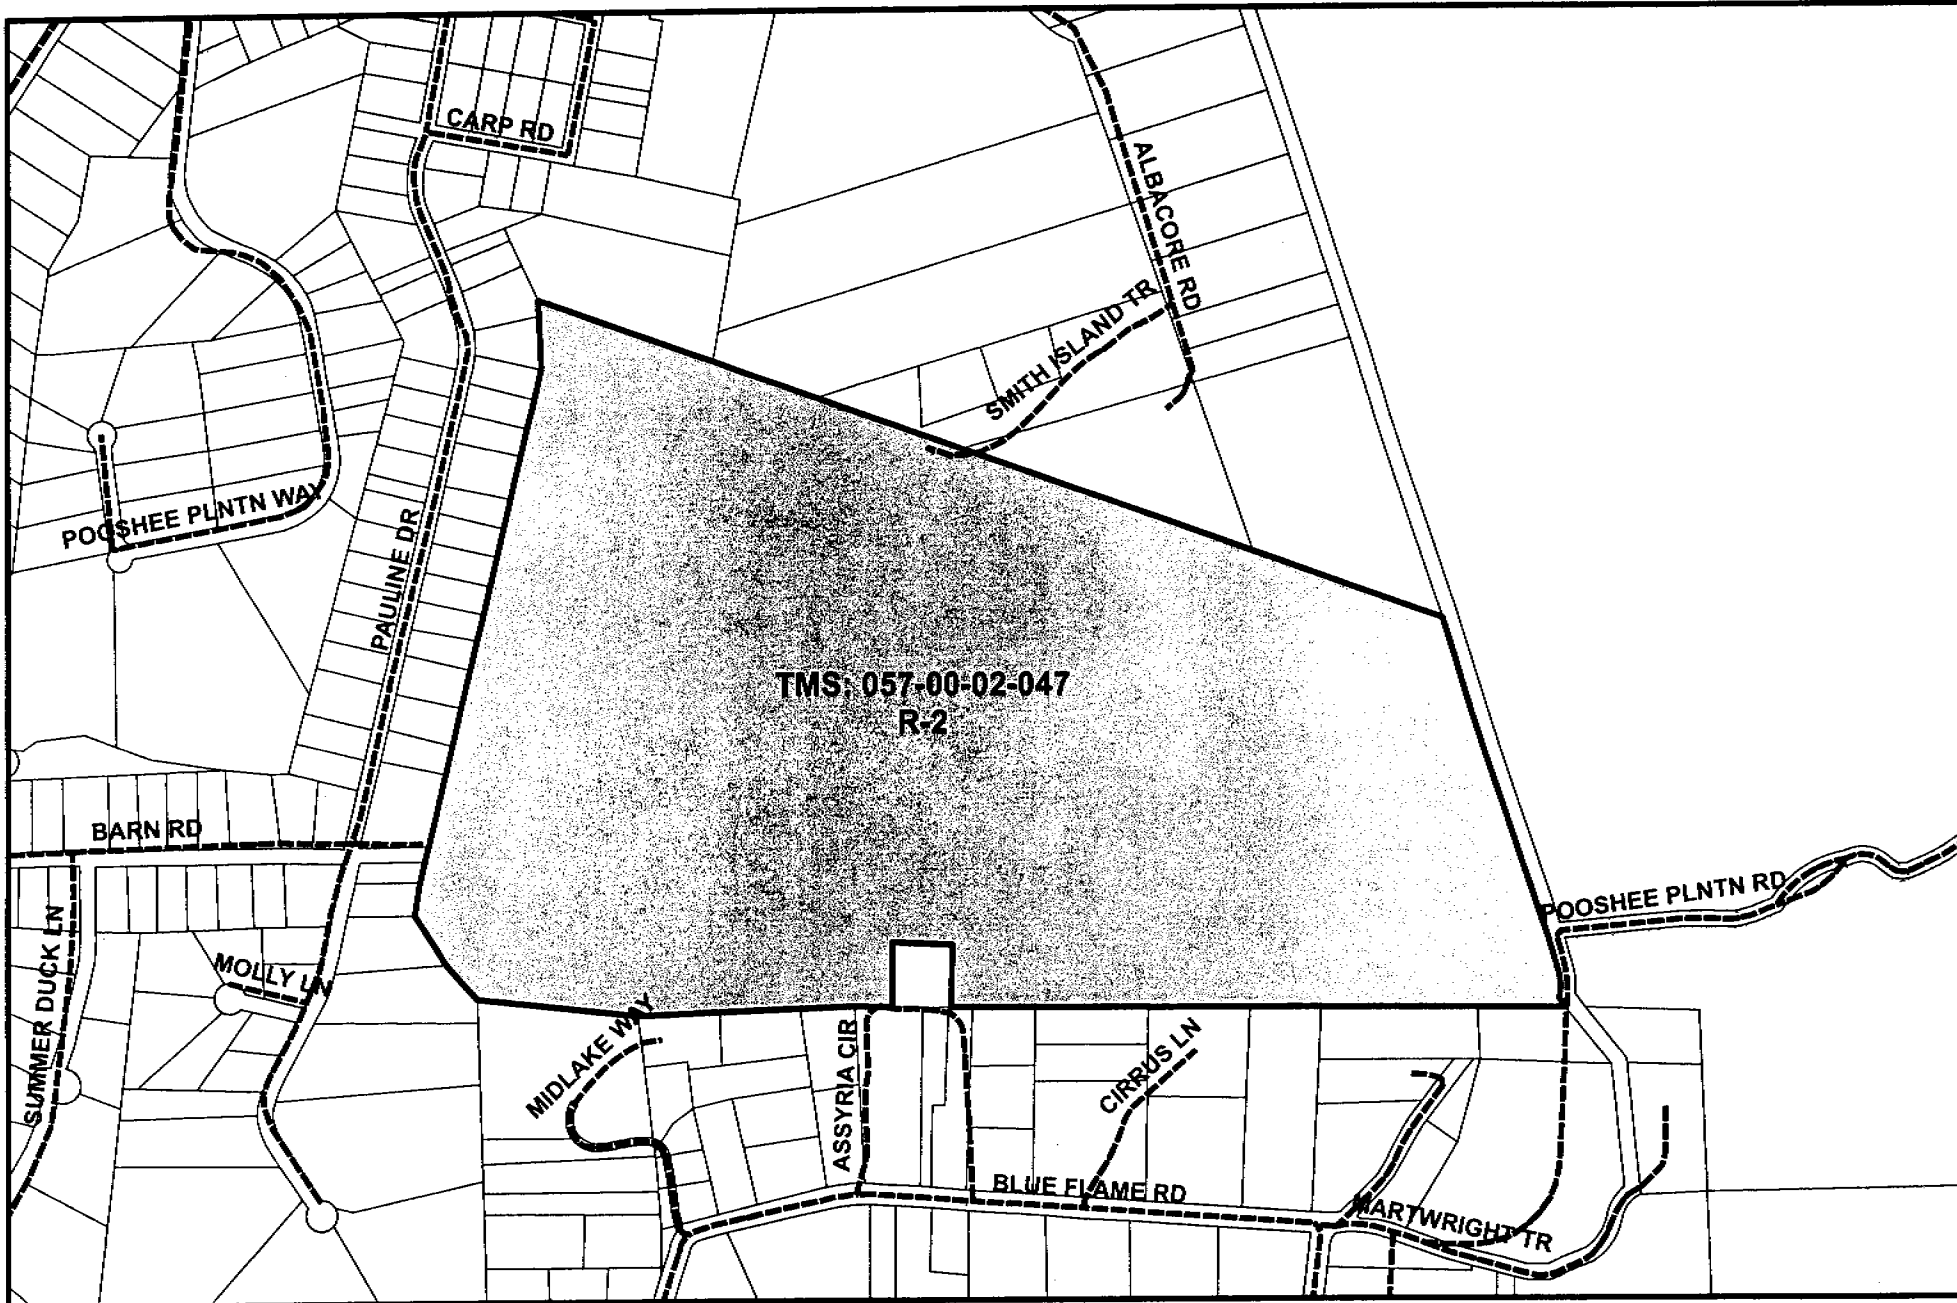 CARP RD
ALBACORE RD
SMITH ISLAND TR
POOSHEE PLNTN WAY
PAULINE DR
TMS: 057-00-02-047
R-2
BARN RD
POOSHEE PLNTN RD
SUMMER DUCK LN
MOLLY LN
MIDLAKE WAY
ASSYRIA CIR
CIRRUS LN
BLUE FLAME RD
MARTWRIGHT TR